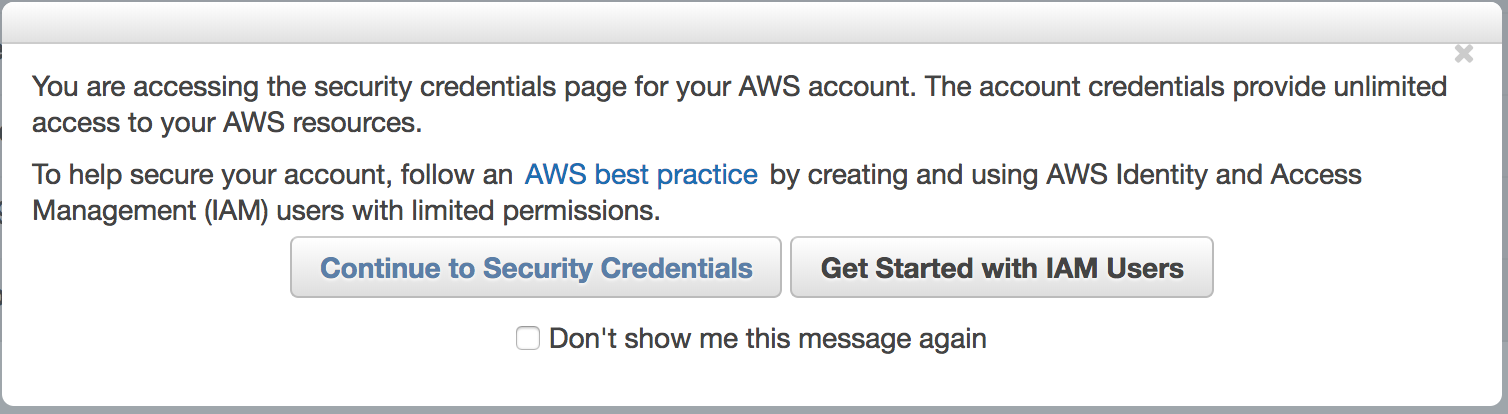 You are accessing the security credentials page for your AWS account. The account credentials provide unlimited
access to your AWS resources.
To help secure your account, follow an AWS best practice by creating and using AWS Identity and Access
Management (IAM) users with limited permissions.
Continue to Security Credentials Get Started with IAM Users
Don't show me this message again